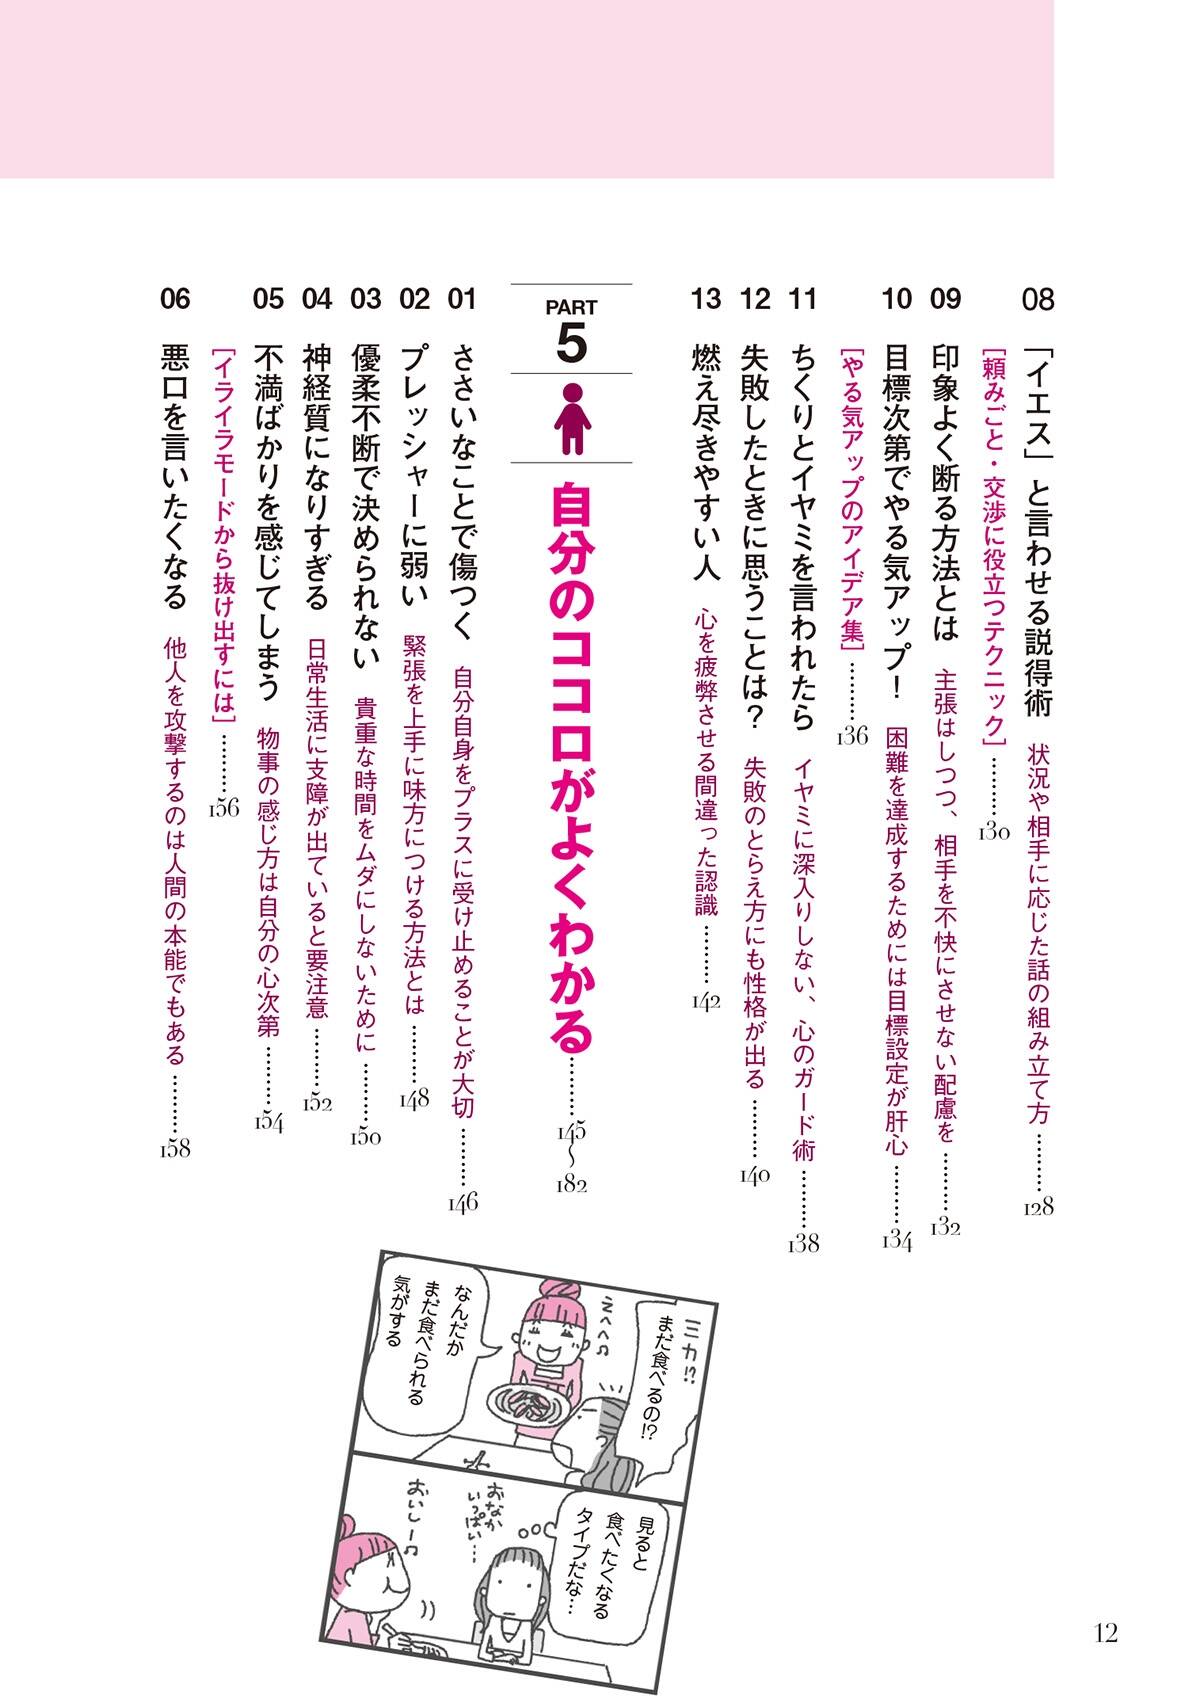 08 「イエス」と言わせる説得術 状況や相手に応じた話の組み立て方………128
[頼みごと・交渉に役立つテクニック]………130
09 印象よく断る方法とは 主張はしつつ、相手を不快にさせない配慮を………132
10 目標次第でやる気アップ! 困難を達成するためには目標設定が肝心………134
[やる気アップのアイデア集]………136
11 ちくりとイヤミを言われたら イヤミに深入りしない、心のガード術………138
12 失敗したときに思うことは? 失敗のとらえ方にも性格が出る………140
13 燃え尽きやすい人 心を疲弊させる間違った認識………142
PART
5
自分のココロがよくわかる………145〜182
01 ささいなことで傷つく 自分自身をプラスに受け止めることが大切………146
02 プレッシャーに弱い 緊張を上手に味方につける方法とは………148
03 優柔不断で決められない 貴重な時間をムダにしないために………150
04 神経質になりすぎる 日常生活に支障が出ていると要注意………152
05 不満ばかりを感じてしまう 物事の感じ方は自分の心次第………154
[イライラモードから抜け出すには]………156
06 悪口を言いたくなる 他人を攻撃するのは人間の本能でもある………158
ミカ!?
まだ食べるの!?
えへへ♫
なんだか
まだ食べられる
気がする
見ると
食べたくなる
タイプだな…
おなか
いっぱい…
おいしー♫
12